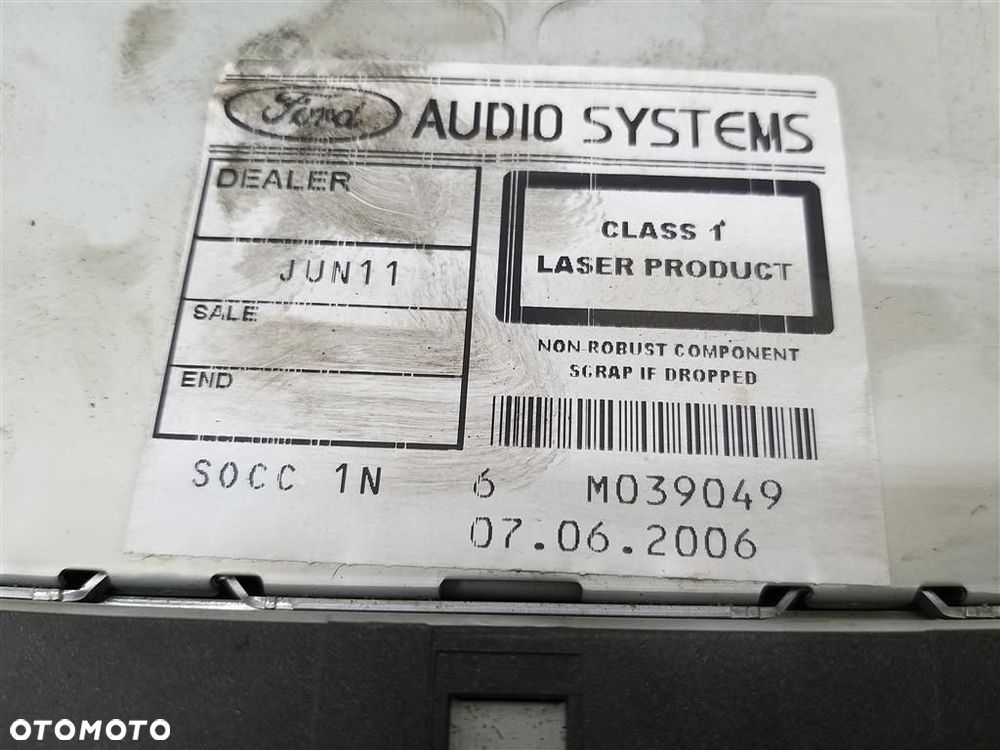 Ford AUDIO SYSTEMS
DEALER
JUN11
SALE
END
CLASS 1
LASER PRODUCT
NON-ROBUST COMPONENT
SCRAP IF DROPPED
SOCC 1N 6 M039049
07.06.2006
OTOMOTO